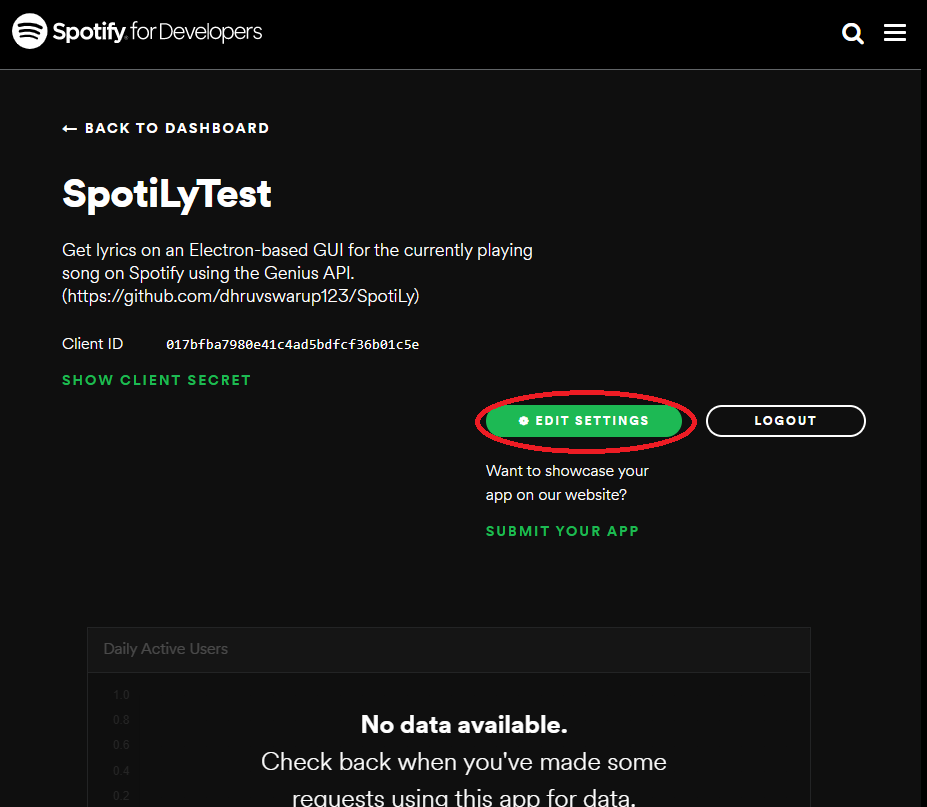 Spotify for Developers
← BACK TO DASHBOARD
SpotiLyTest
Get lyrics on an Electron-based GUI for the currently playing
song on Spotify using the Genius API.
(https://github.com/dhruvswarup123/SpotiLy)
Client ID 017bfba7980e41c4ad5bdfcf36b01c5e
SHOW CLIENT SECRET
EDIT SETTINGS
LOGOUT
Want to showcase your
app on our website?
SUBMIT YOUR APP
Daily Active Users
1.0
0.8
0.6
0.4
0.2
No data available.
Check back when you've made some
requests using this app for data.